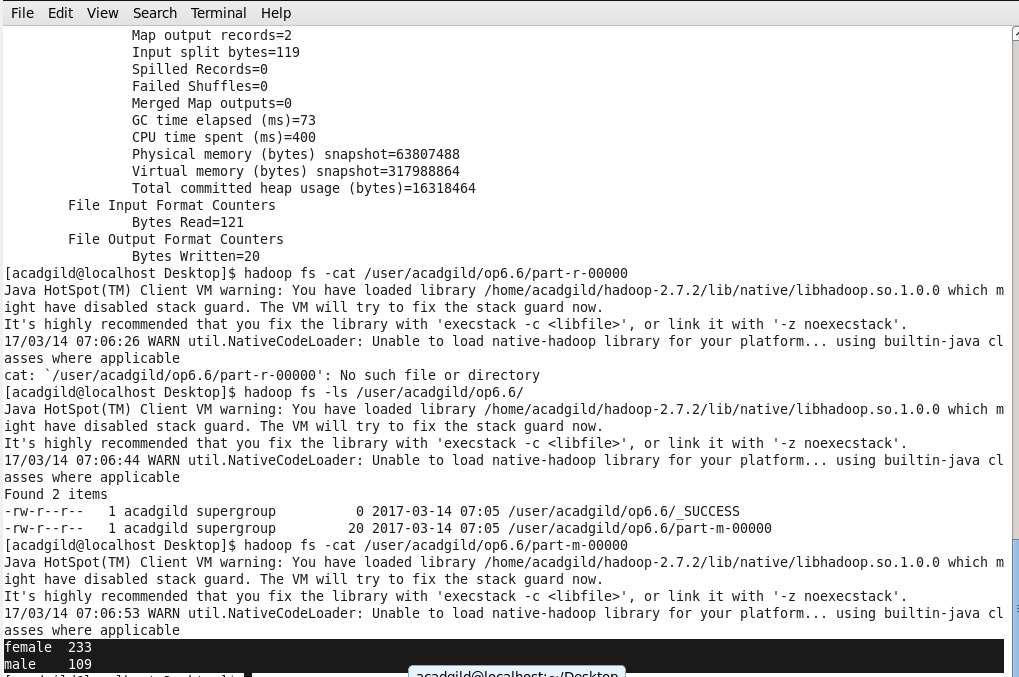 File Edit View Search Terminal Help
Map output records=2
Input split bytes=119
Spilled Records=0
Failed Shuffles=0
Merged Map outputs=0
GC time elapsed (ms)=73
CPU time spent (ms)=400
Physical memory (bytes) snapshot=63807488
Virtual memory (bytes) snapshot=317988864
Total committed heap usage (bytes)=16318464
File Input Format Counters
Bytes Read=121
File Output Format Counters
Bytes Written=20
[acadgild@localhost Desktop]$ hadoop fs -cat /user/acadgild/op6.6/part-r-00000
Java HotSpot(TM) Client VM warning: You have loaded library /home/acadgild/hadoop-2.7.2/lib/native/libhadoop.so.1.0.0 which m
ight have disabled stack guard. The VM will try to fix the stack guard now.
It's highly recommended that you fix the library with 'execstack -c <libfile>', or link it with '-z noexecstack'.
17/03/14 07:06:26 WARN util.NativeCodeLoader: Unable to load native-hadoop library for your platform... using builtin-java cl
asses where applicable
cat: `/user/acadgild/op6.6/part-r-00000': No such file or directory
[acadgild@localhost Desktop]$ hadoop fs -ls /user/acadgild/op6.6/
Java HotSpot(TM) Client VM warning: You have loaded library /home/acadgild/hadoop-2.7.2/lib/native/libhadoop.so.1.0.0 which m
ight have disabled stack guard. The VM will try to fix the stack guard now.
It's highly recommended that you fix the library with 'execstack -c <libfile>', or link it with '-z noexecstack'.
17/03/14 07:06:44 WARN util.NativeCodeLoader: Unable to load native-hadoop library for your platform... using builtin-java cl
asses where applicable
Found 2 items
-rw-r--r--   1 acadgild supergroup          0 2017-03-14 07:05 /user/acadgild/op6.6/_SUCCESS
-rw-r--r--   1 acadgild supergroup         20 2017-03-14 07:05 /user/acadgild/op6.6/part-m-00000
[acadgild@localhost Desktop]$ hadoop fs -cat /user/acadgild/op6.6/part-m-00000
Java HotSpot(TM) Client VM warning: You have loaded library /home/acadgild/hadoop-2.7.2/lib/native/libhadoop.so.1.0.0 which m
ight have disabled stack guard. The VM will try to fix the stack guard now.
It's highly recommended that you fix the library with 'execstack -c <libfile>', or link it with '-z noexecstack'.
17/03/14 07:06:53 WARN util.NativeCodeLoader: Unable to load native-hadoop library for your platform... using builtin-java cl
asses where applicable
female  233
male    109
acadgild@localhost:~/Desktop